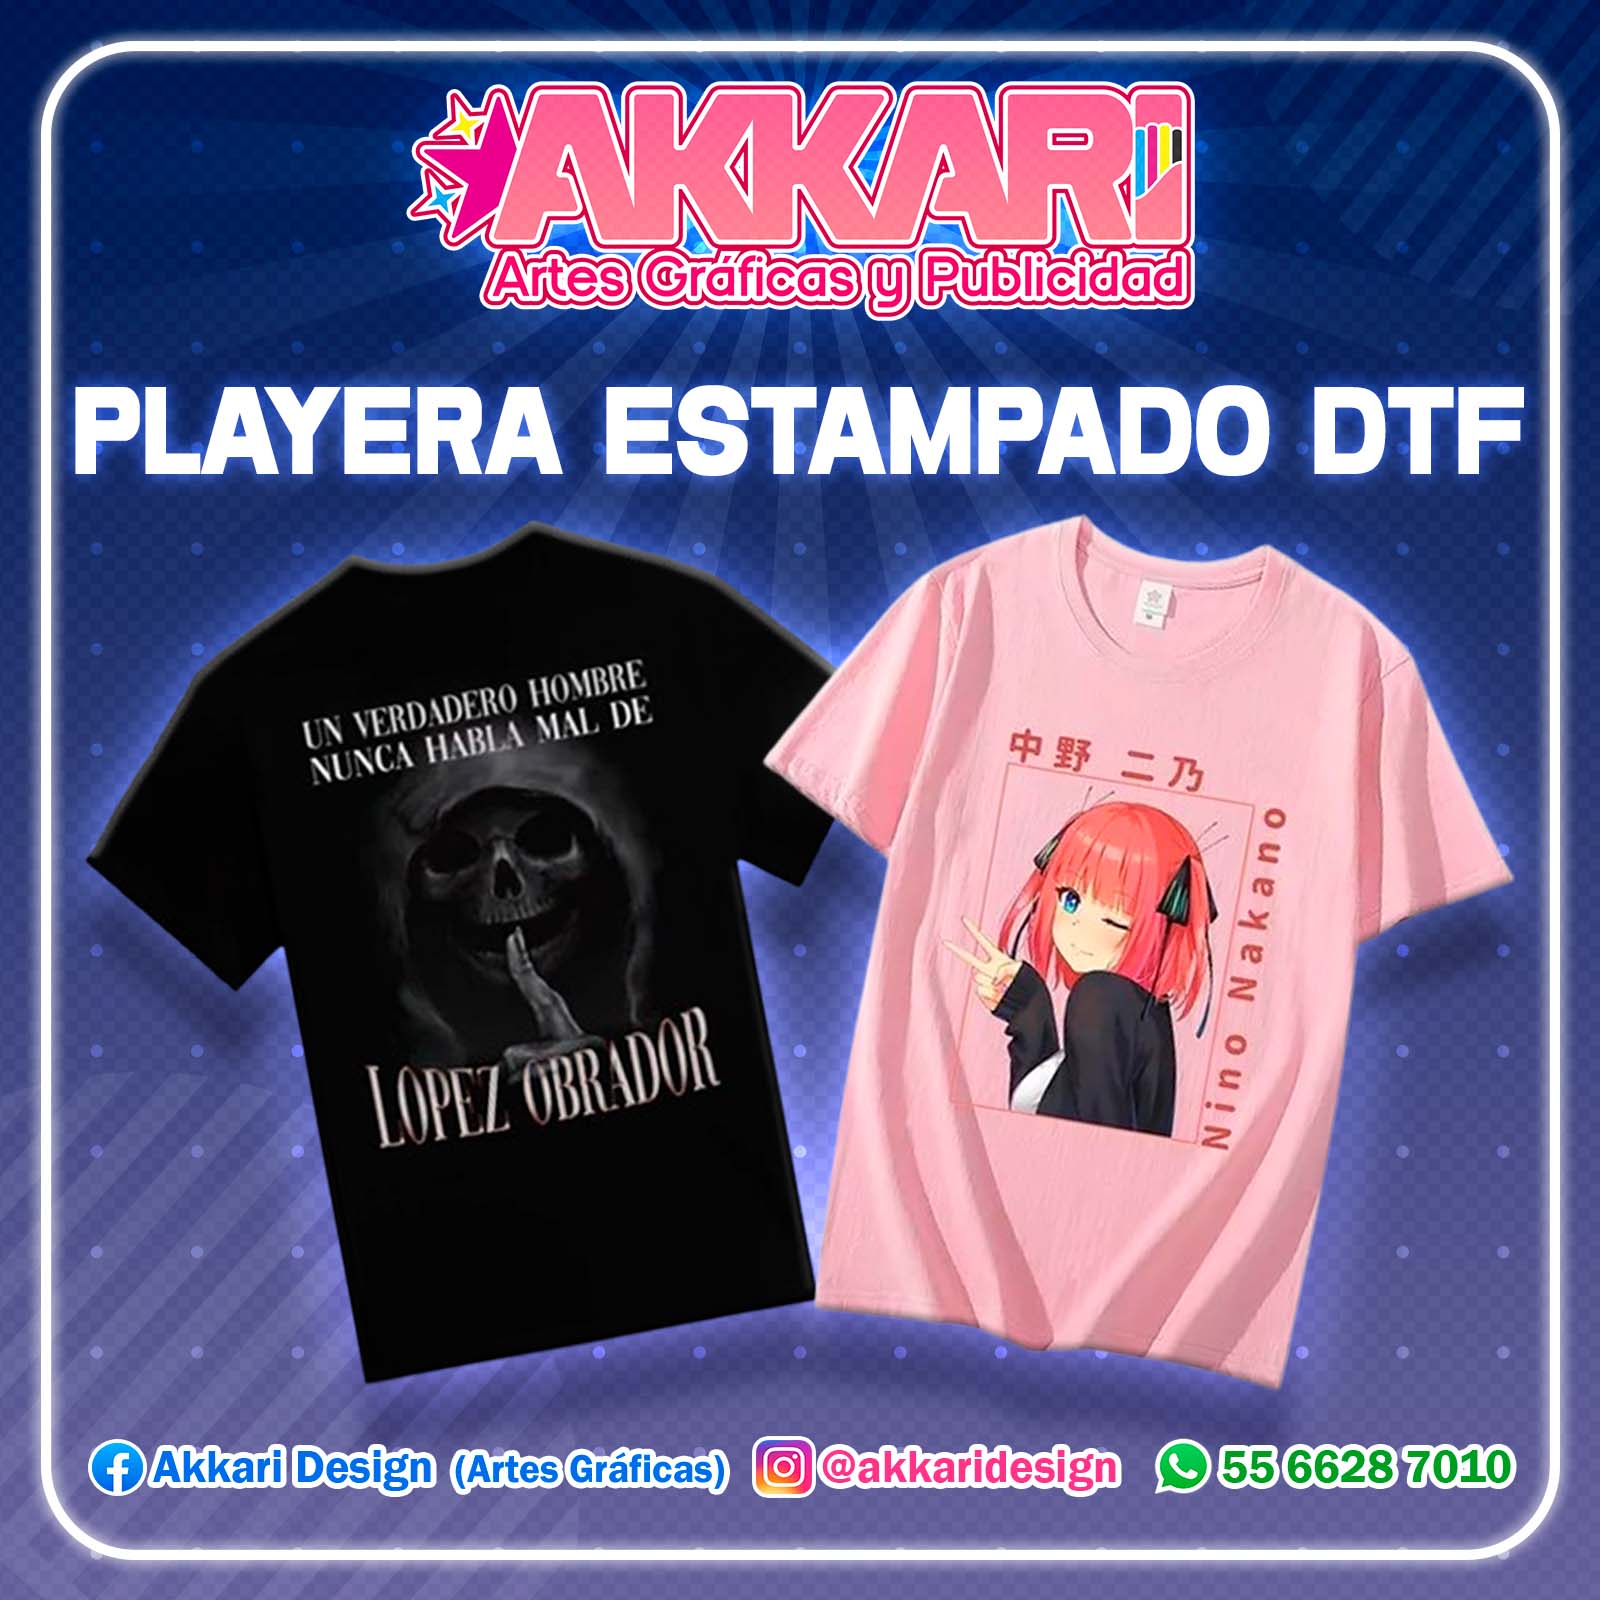 AKKARI
Artes Gráficas y Publicidad
PLAYERA ESTAMPADO DTF
UN VERDADERO HOMBRE
NUNCA HABLA MAL DE
LOPEZ OBRADOR
中野 二乃
Nino Nakano
Akkari Design (Artes Gráficas)
@akkaridesign
55 6628 7010